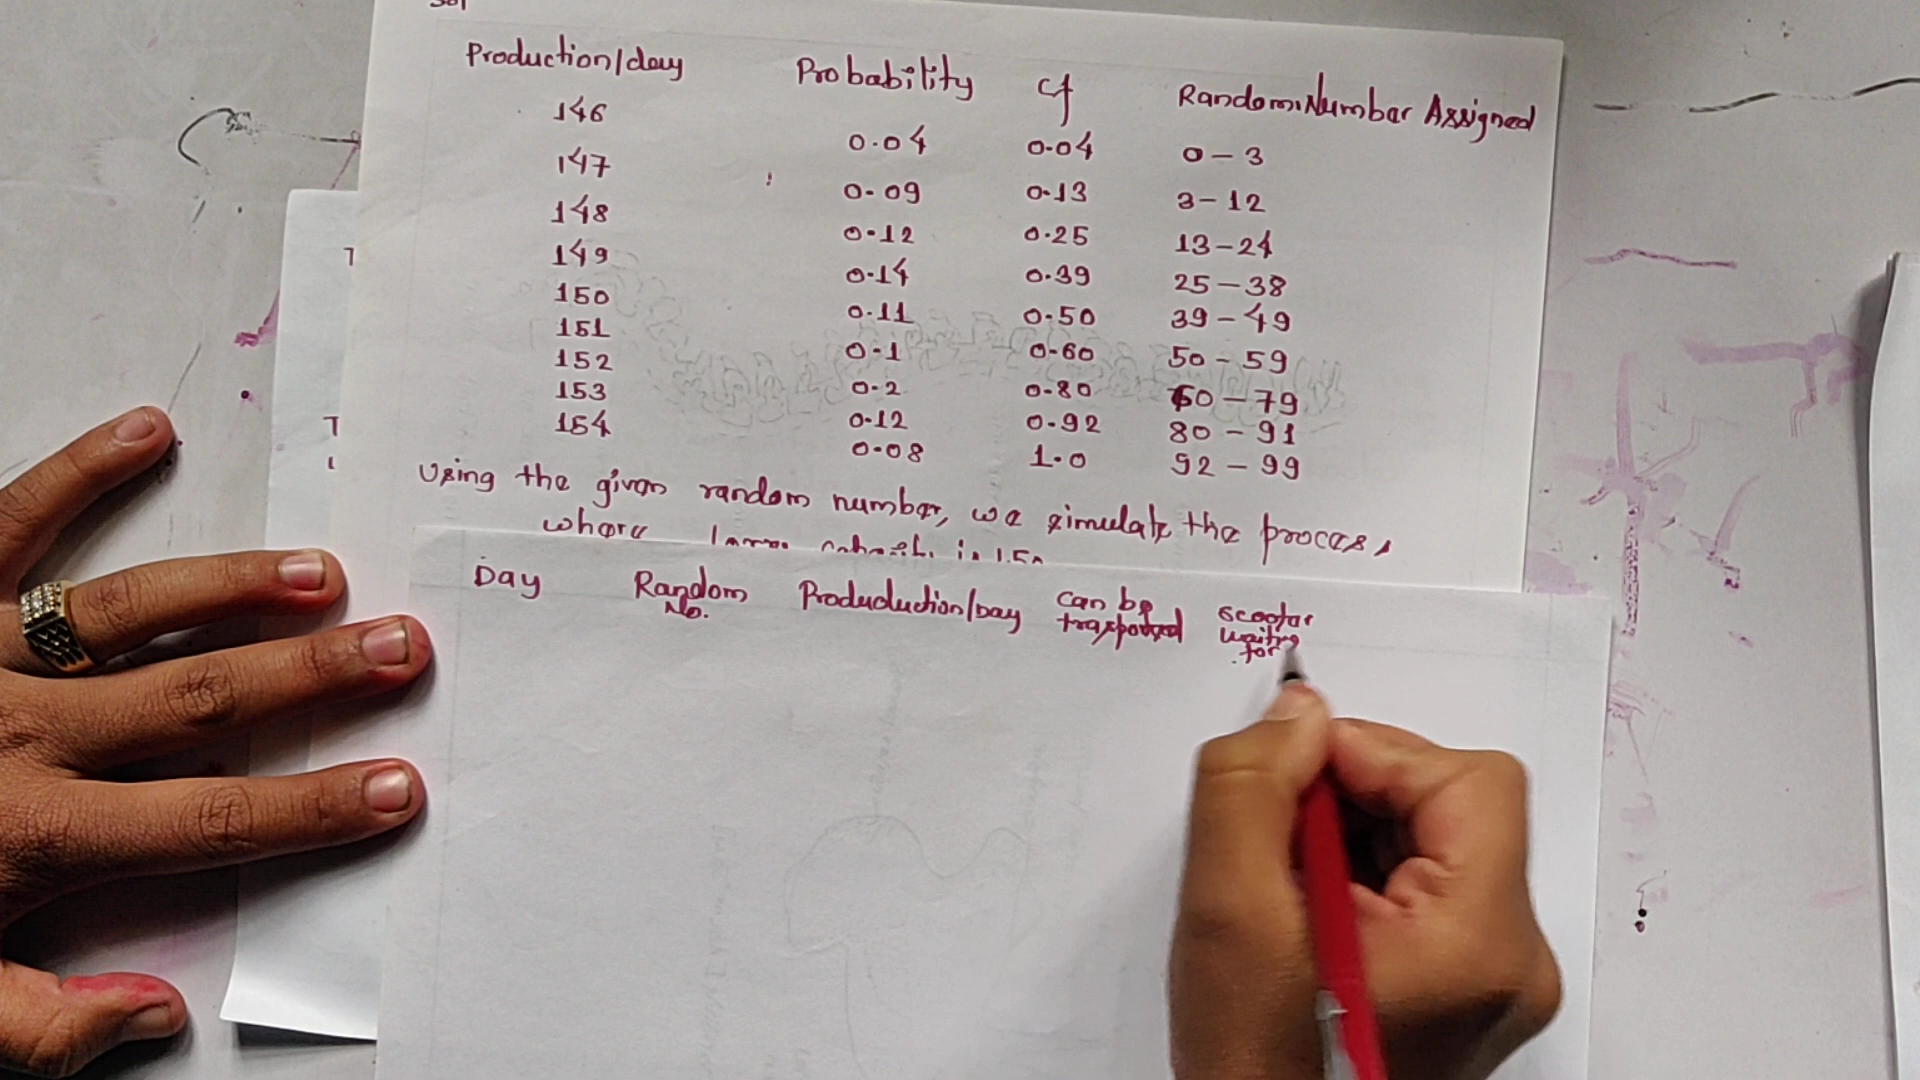 Production/day Probability cf Random Numbar Assigned
146 0.04 0.04 0-3
147 0.09 0.13 3-12
148 0.12 0.25 13-24
149 0.14 0.39 25-38
150 0.11 0.50 39-49
151 0.1 0.60 50-59
152 0.2 0.80 60-79
153 0.12 0.92 80-91
154 0.08 1.0 92-99
Using the given random number, we simulate the process
where
Day Random No. Produduction/Day can be trasported scooter waiting for